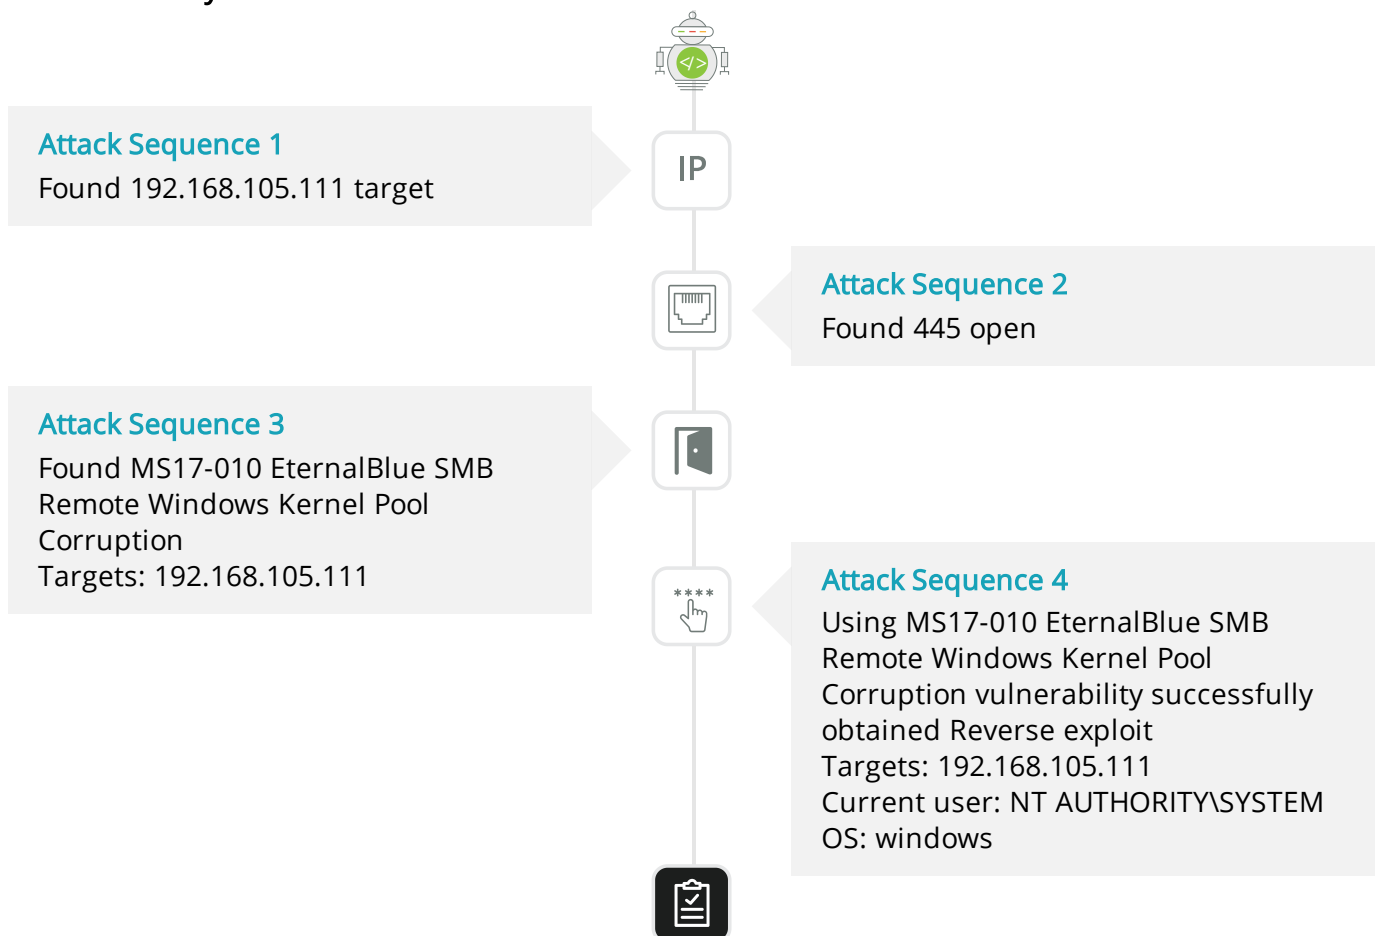 Attack Sequence 1
Found 192.168.105.111 target
IP
Attack Sequence 2
Found 445 open
Attack Sequence 3
Found MS17-010 EternalBlue SMB
Remote Windows Kernel Pool
Corruption
Targets: 192.168.105.111
****
Attack Sequence 4
Using MS17-010 EternalBlue SMB
Remote Windows Kernel Pool
Corruption vulnerability successfully
obtained Reverse exploit
Targets: 192.168.105.111
Current user: NT AUTHORITY\SYSTEM
OS: windows